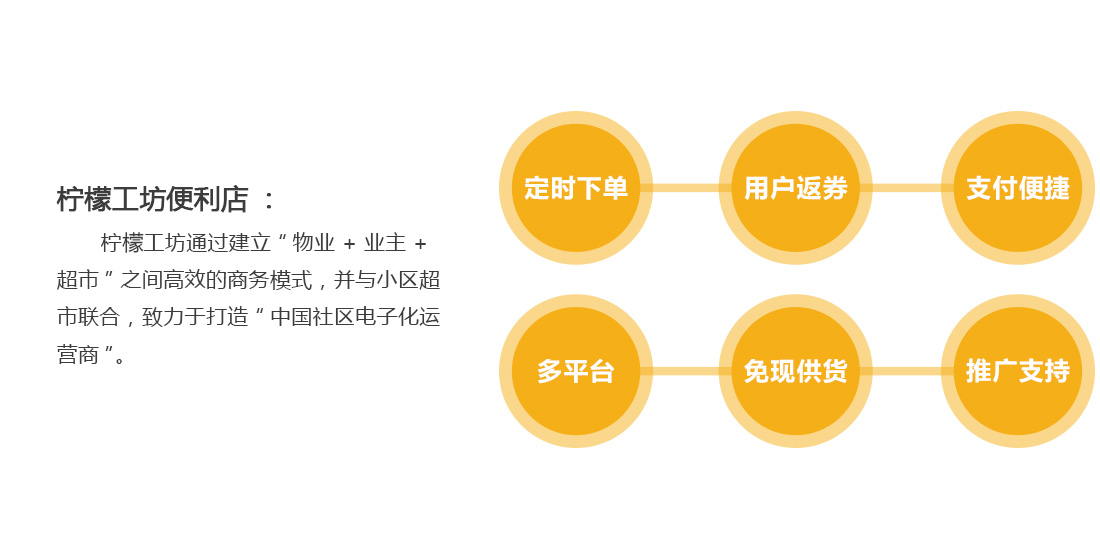 柠檬工坊便利店 ：
柠檬工坊通过建立 " 物业 + 业主 +
超市 " 之间高效的商务模式，并与小区超
市联合，致力于打造 " 中国社区电子化运
营商 "。
定时下单 用户返券 支付便捷
多平台 免现供货 推广支持